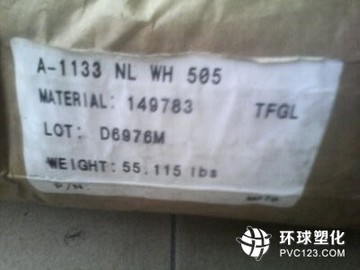 A-1133 NL WH 505
MATERIAL: 149783 TFGL
LOT: D6976M
WEIGHT: 55.115 lbs
P/N:
环球塑化
PVC123.COM